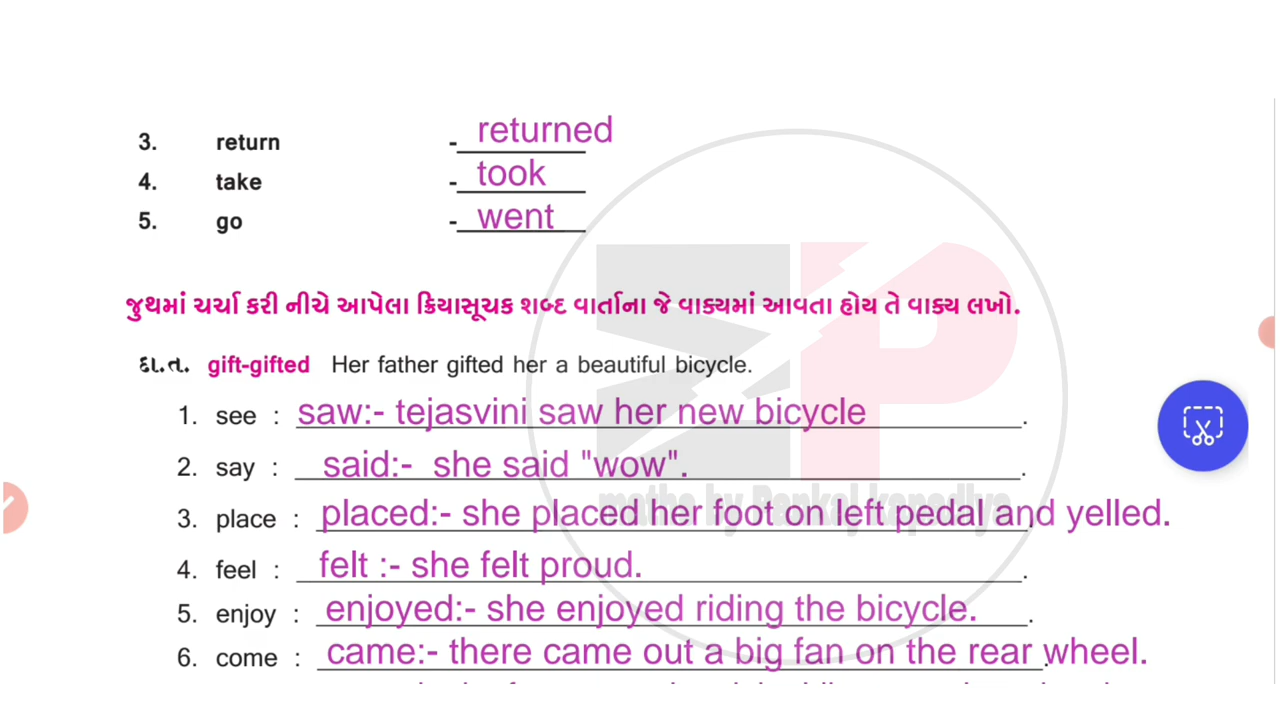 3. return - returned
4. take - took
5. go - went
જુથમાં ચર્ચા કરી નીચે આપેલા ક્રિયાસૂચક શબ્દ વાર્તાના જે વાક્યમાં આવતા હોય તે વાક્ય લખો.
દા.ત. gift-gifted Her father gifted her a beautiful bicycle.
1. see : saw:- tejasvini saw her new bicycle .
2. say : said:- she said "wow". .
3. place : placed:- she placed her foot on left pedal and yelled.
4. feel : felt :- she felt proud. .
5. enjoy : enjoyed:- she enjoyed riding the bicycle. .
6. come : came:- there came out a big fan on the rear wheel.
maths by Pankaj kapadiya